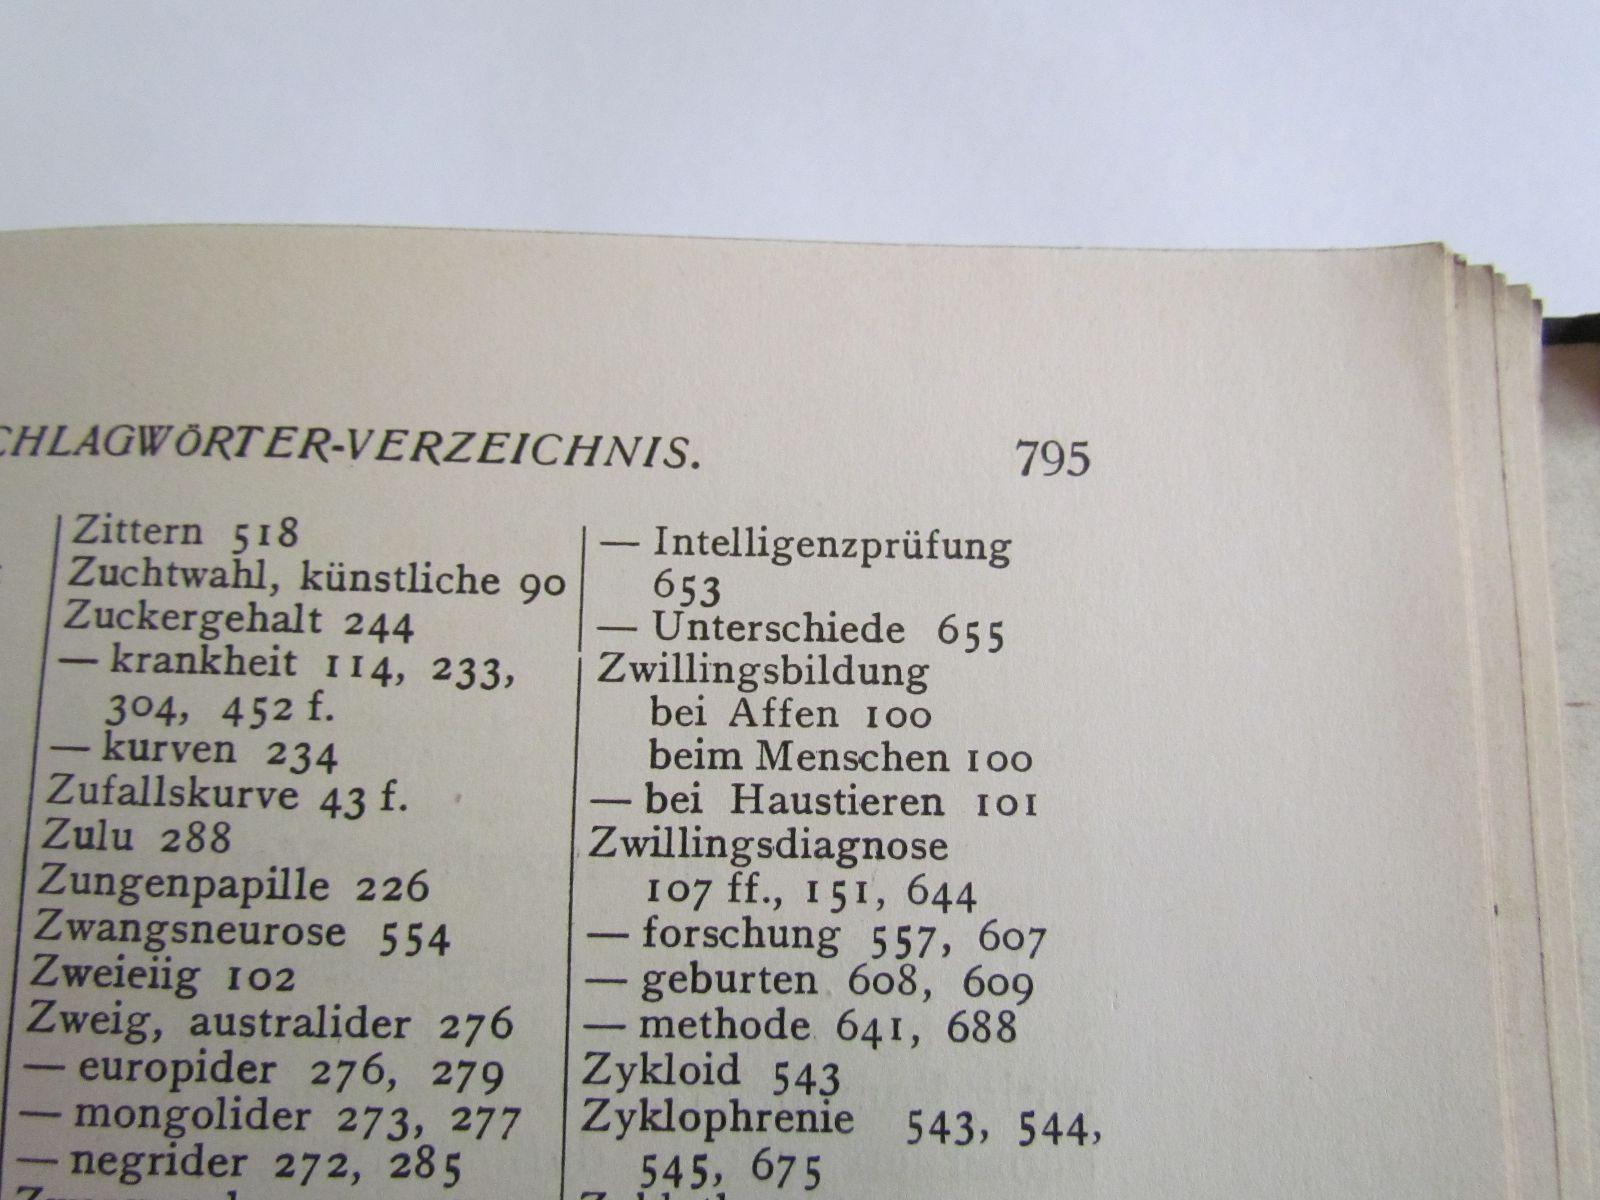 CHLAGWÖRTER-VERZEICHNIS. 795
Zittern 518
Zuchtwahl, künstliche 90
Zuckergehalt 244
— krankheit 114, 233,
304, 452 f.
— kurven 234
Zufallskurve 43 f.
Zulu 288
Zungenpapille 226
Zwangsneurose 554
Zweieiig 102
Zweig, australider 276
— europider 276, 279
— mongolider 273, 277
— negrider 272, 285
— Intelligenzprüfung
653
— Unterschiede 655
Zwillingsbildung
bei Affen 100
beim Menschen 100
— bei Haustieren 101
Zwillingsdiagnose
107 ff., 151, 644
— forschung 557, 607
— geburten 608, 609
— methode 641, 688
Zykloid 543
Zyklophrenie 543, 544,
545, 675